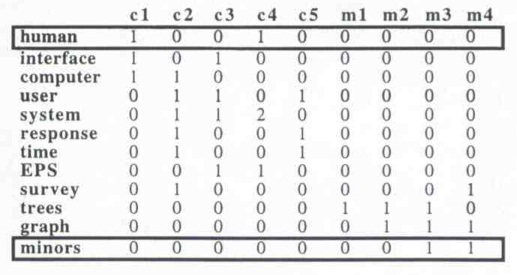 c1 c2 c3 c4 c5 m1 m2 m3 m4
human 1 0 0 1 0 0 0 0 0
interface 1 0 1 0 0 0 0 0 0
computer 1 1 0 0 0 0 0 0 0
user 0 1 1 0 1 0 0 0 0
system 0 1 1 2 0 0 0 0 0
response 0 1 0 0 1 0 0 0 0
time 0 1 0 0 1 0 0 0 0
EPS 0 0 1 1 0 0 0 0 0
survey 0 1 0 0 0 0 0 0 1
trees 0 0 0 0 0 1 1 1 0
graph 0 0 0 0 0 0 1 1 1
minors 0 0 0 0 0 0 0 1 1